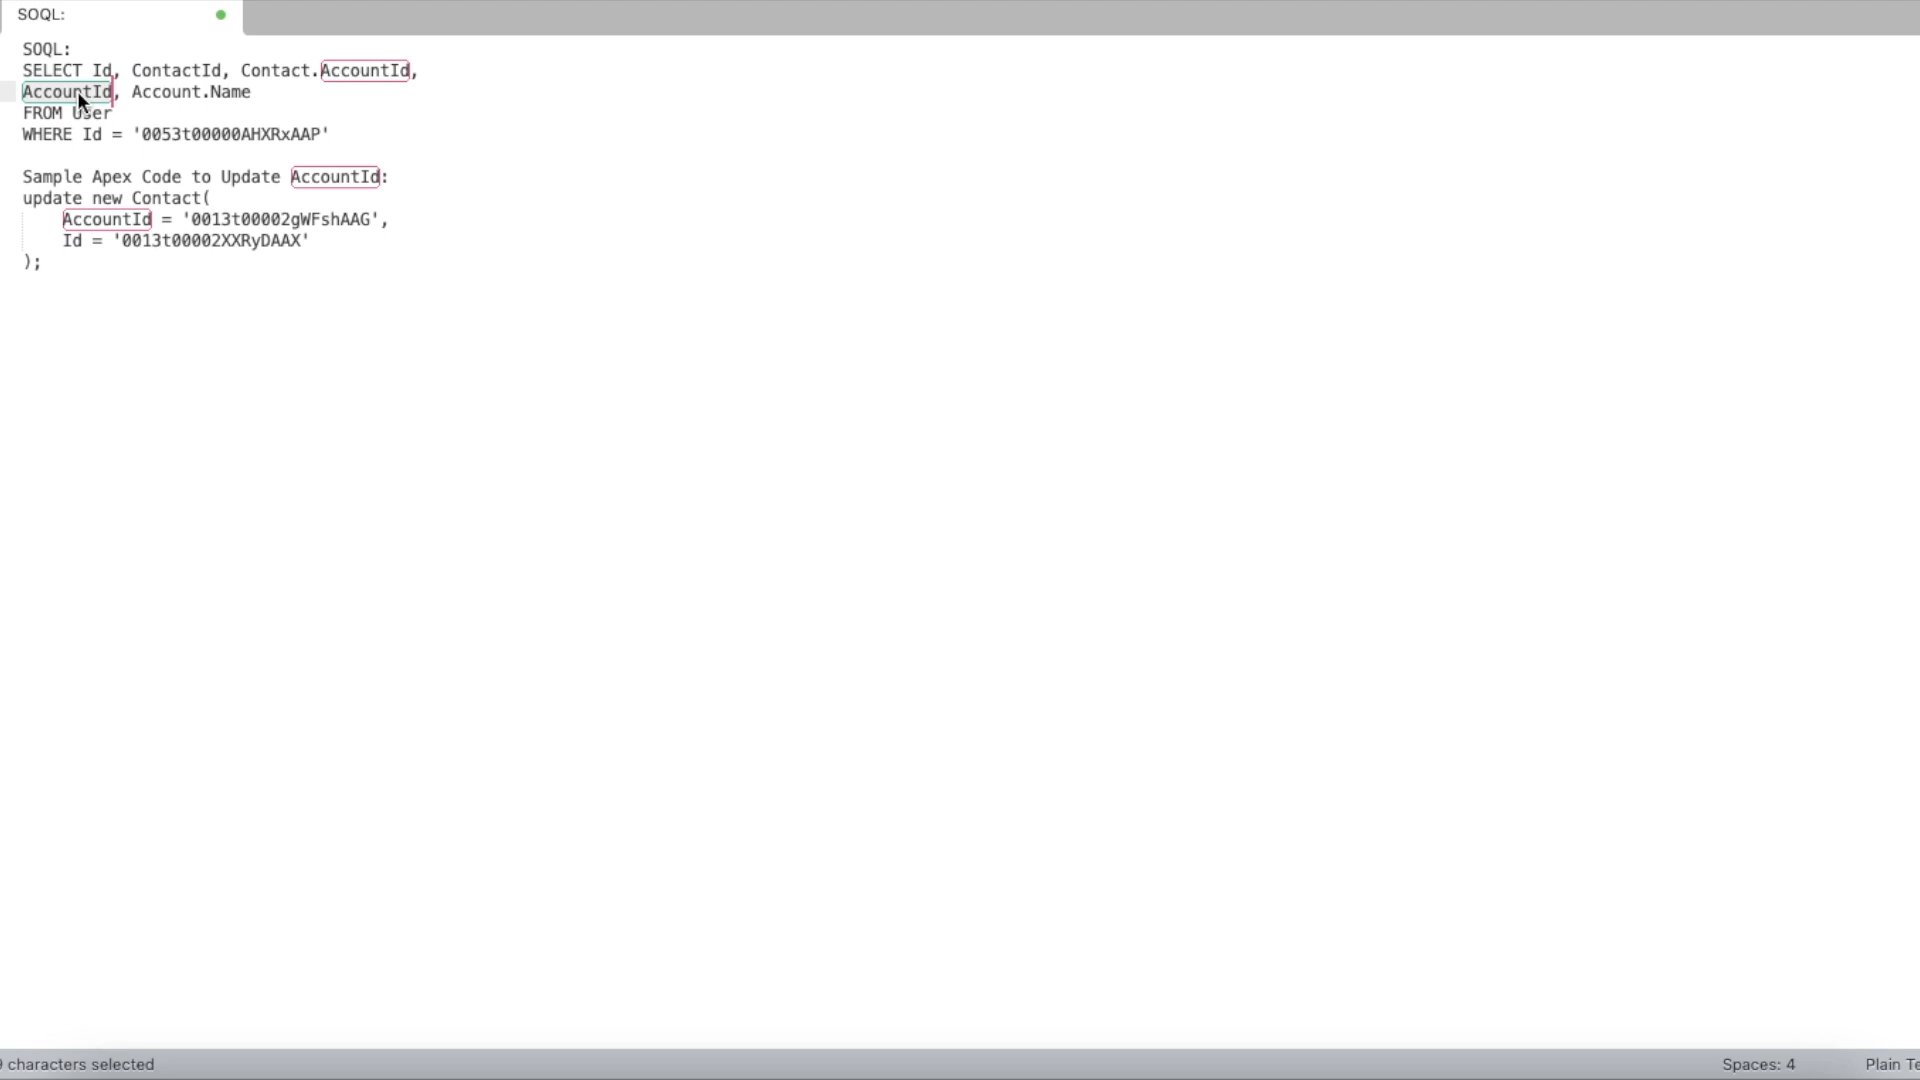 SOQL:
SOQL:
SELECT Id, ContactId, Contact.AccountId,
AccountId, Account.Name
FROM User
WHERE Id = '0053t00000AHXRxAAP'
Sample Apex Code to Update AccountId:
update new Contact(
    AccountId = '0013t00002gWFshAAG',
    Id = '0013t00002XXRyDAAX'
);
9 characters selected
Spaces: 4
Plain Te